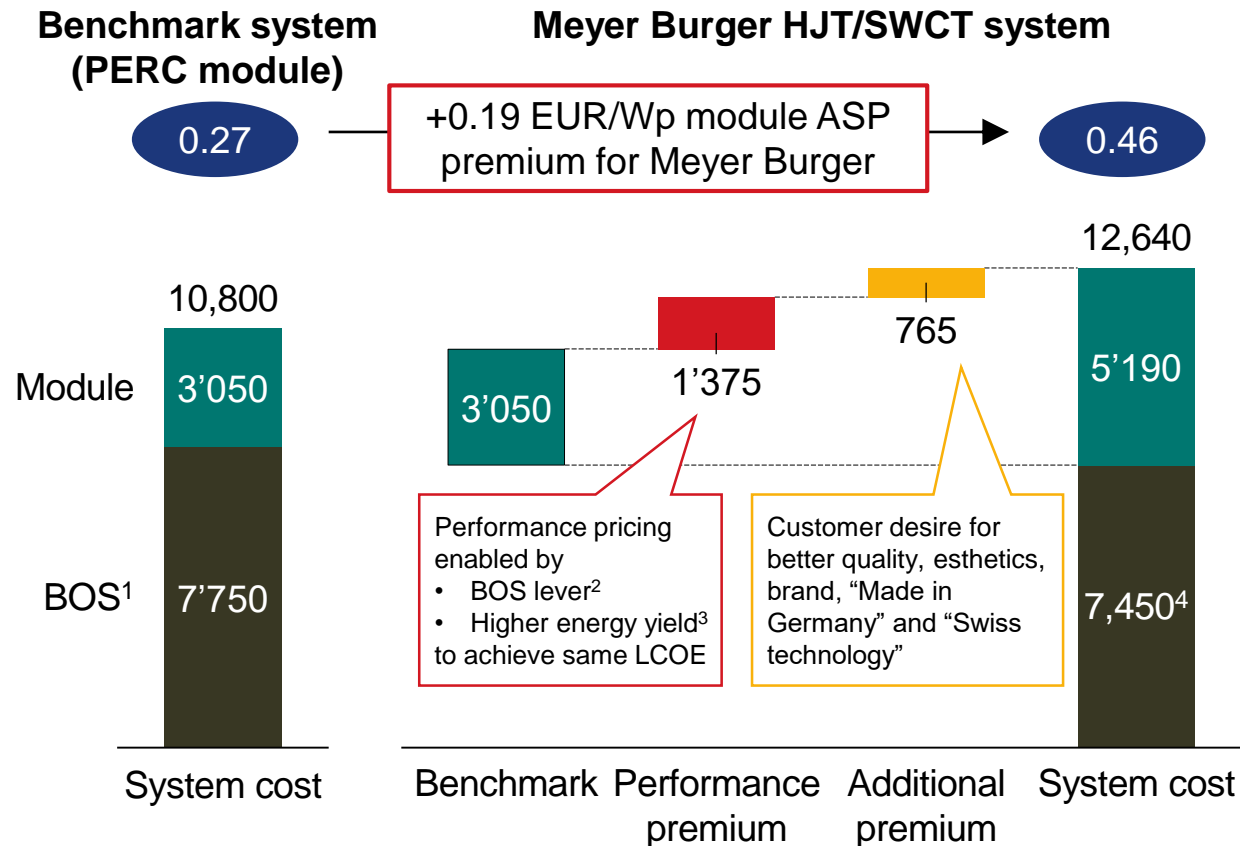 Benchmark system
(PERC module)
Meyer Burger HJT/SWCT system
0.27
+0.19 EUR/Wp module ASP
premium for Meyer Burger
0.46
10,800
12,640
Module
3’050
3’050
1’375
765
5’190
BOS¹
7’750
Performance pricing
enabled by
• BOS lever²
• Higher energy yield³
to achieve same LCOE
Customer desire for
better quality, esthetics,
brand, “Made in
Germany” and “Swiss
technology”
7,450⁴
System cost
Benchmark
Performance
premium
Additional
premium
System cost